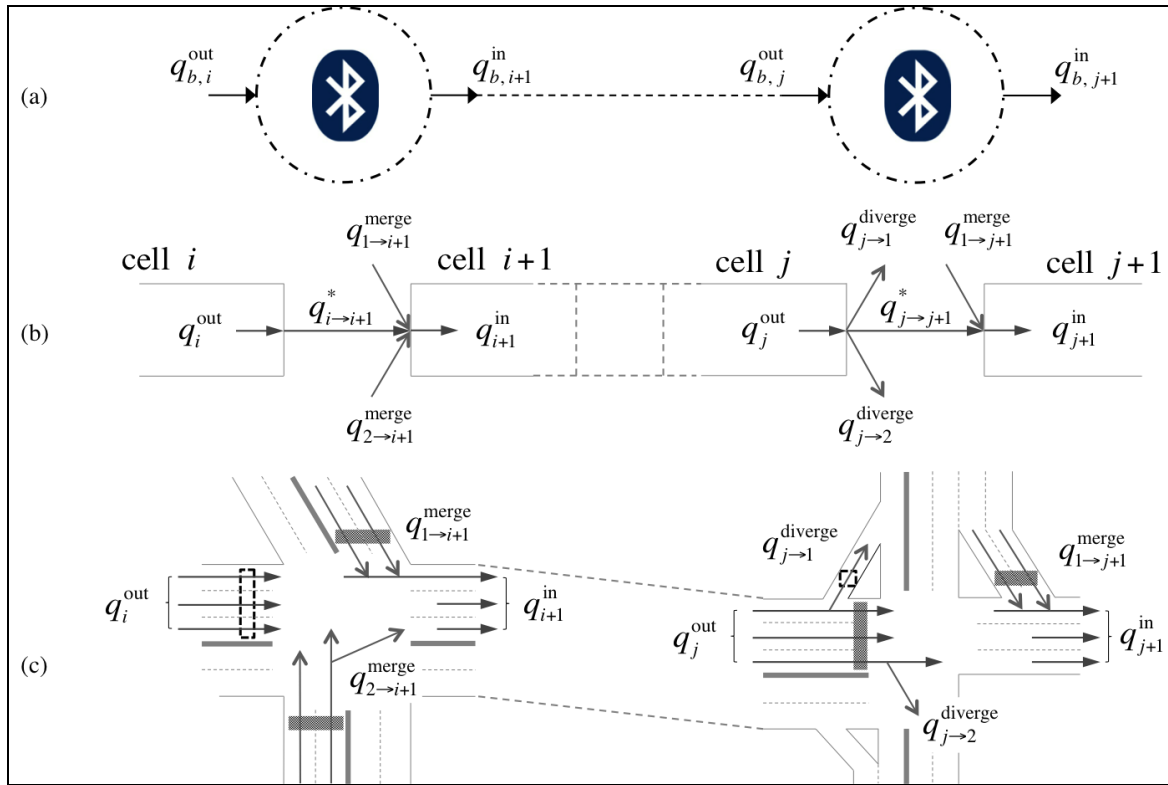 (a)
q_{b,i}^{out}
q_{b,i+1}^{in}
q_{b,j}^{out}
q_{b,j+1}^{in}
(b)
cell i
q_{1→i+1}^{merge}
cell i+1
cell j
q_{j→1}^{diverge}
q_{1→j+1}^{merge}
cell j+1
q_i^{out}
q_{i→i+1}^{*}
q_{i+1}^{in}
q_j^{out}
q_{j→j+1}^{*}
q_{j+1}^{in}
q_{2→i+1}^{merge}
q_{j→2}^{diverge}
(c)
q_{1→i+1}^{merge}
q_i^{out}
q_{i+1}^{in}
q_{2→i+1}^{merge}
q_{j→1}^{diverge}
q_{1→j+1}^{merge}
q_j^{out}
q_{j+1}^{in}
q_{j→2}^{diverge}